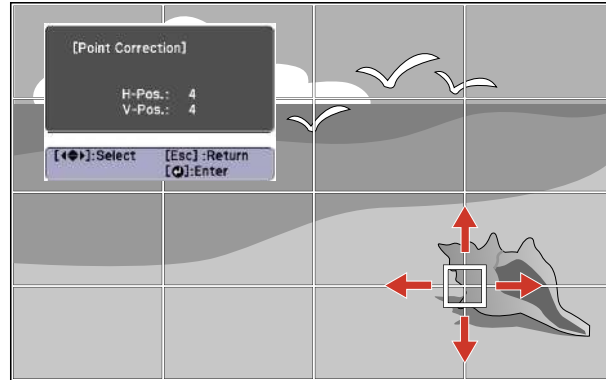 [Point Correction]
H-Pos.: 4
V-Pos.: 4
[◀◆▶]:Select [Esc] :Return
[↵]:Enter